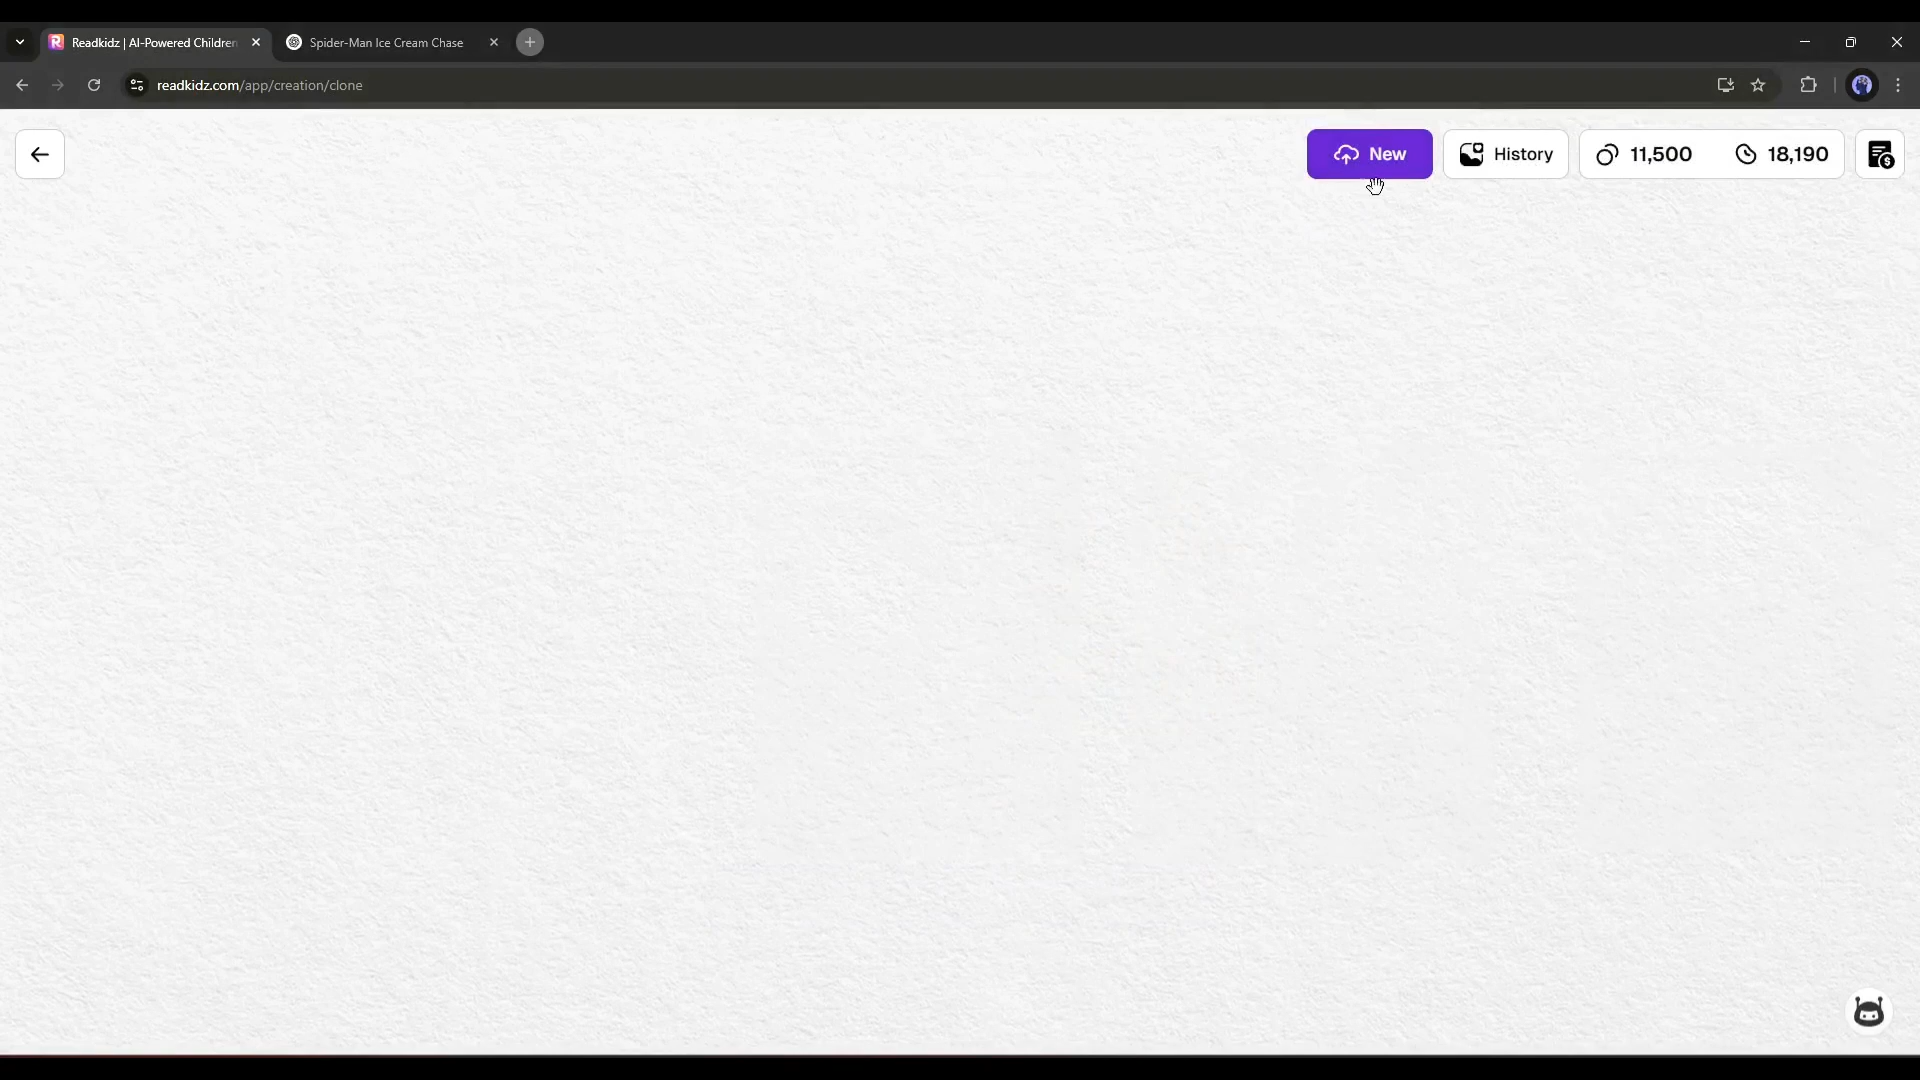 Readkidz | AI-Powered Children
Spider-Man Ice Cream Chase
readkidz.com/app/creation/clone
New
History
11,500
18,190